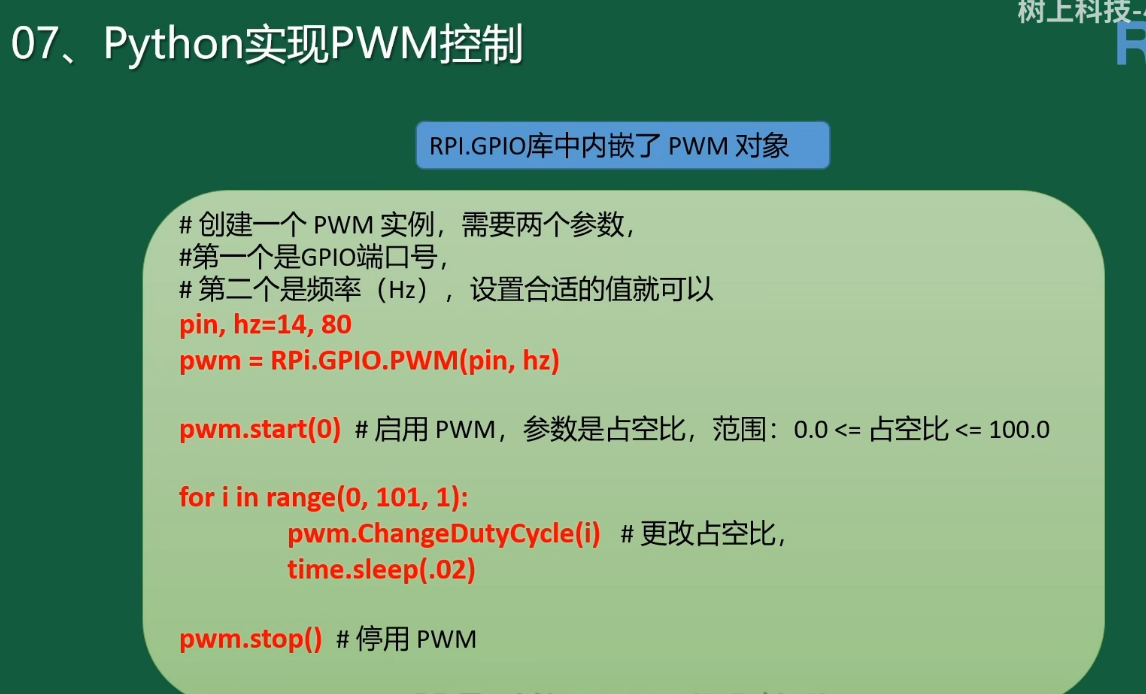 树上科技
07、Python实现PWM控制
R
RPI.GPIO库中内嵌了 PWM 对象
# 创建一个 PWM 实例，需要两个参数，
#第一个是GPIO端口号，
# 第二个是频率（Hz），设置合适的值就可以
pin, hz=14, 80
pwm = RPi.GPIO.PWM(pin, hz)
pwm.start(0) # 启用 PWM，参数是占空比，范围：0.0 <= 占空比 <= 100.0
for i in range(0, 101, 1):
pwm.ChangeDutyCycle(i) # 更改占空比，
time.sleep(.02)
pwm.stop() # 停用 PWM